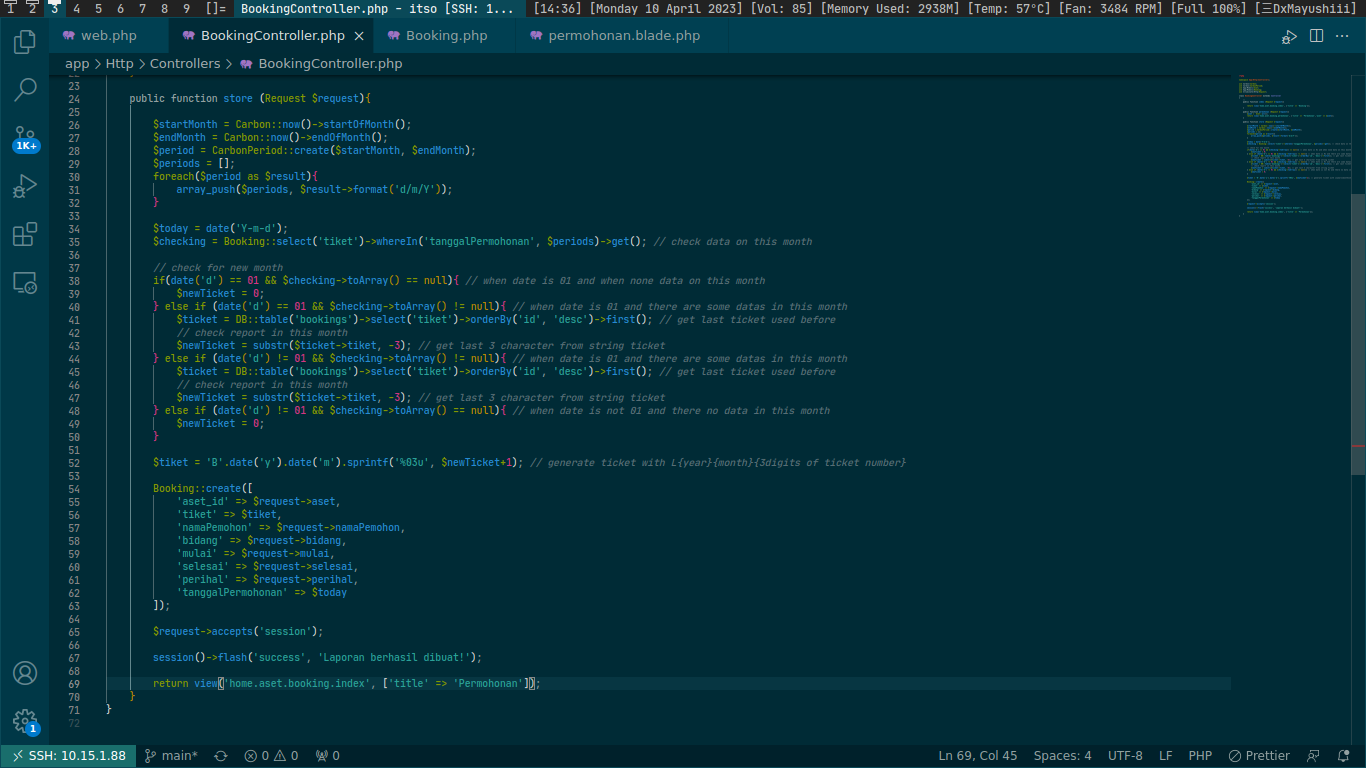 1 2 3 4 5 6 7 8 9 []= BookingController.php - itso [SSH: 1... [14:36] [Monday 10 April 2023] [Vol: 85] [Memory Used: 2938M] [Temp: 57°C] [Fan: 3484 RPM] [Full 100%] [三DxMayushiii]
web.php BookingController.php Booking.php permohonan.blade.php
app > Http > Controllers > BookingController.php
23
24 public function store (Request $request){
25
26 $startMonth = Carbon::now()->startOfMonth();
27 $endMonth = Carbon::now()->endOfMonth();
28 $period = CarbonPeriod::create($startMonth, $endMonth);
29 $periods = [];
30 foreach($period as $result){
31 array_push($periods, $result->format('d/m/Y'));
32 }
33
34 $today = date('Y-m-d');
35 $checking = Booking::select('tiket')->whereIn('tanggalPermohonan', $periods)->get(); // check data on this month
36
37 // check for new month
38 if(date('d') == 01 && $checking->toArray() == null){ // when date is 01 and when none data on this month
39 $newTicket = 0;
40 } else if (date('d') == 01 && $checking->toArray() != null){ // when date is 01 and there are some datas in this month
41 $ticket = DB::table('bookings')->select('tiket')->orderBy('id', 'desc')->first(); // get last ticket used before
42 // check report in this month
43 $newTicket = substr($ticket->tiket, -3); // get last 3 character from string ticket
44 } else if (date('d') != 01 && $checking->toArray() != null){ // when date is 01 and there are some datas in this month
45 $ticket = DB::table('bookings')->select('tiket')->orderBy('id', 'desc')->first(); // get last ticket used before
46 // check report in this month
47 $newTicket = substr($ticket->tiket, -3); // get last 3 character from string ticket
48 } else if (date('d') != 01 && $checking->toArray() == null){ // when date is not 01 and there no data in this month
49 $newTicket = 0;
50 }
51
52 $tiket = 'B'.date('y').date('m').sprintf('%03u', $newTicket+1); // generate ticket with L{year}{month}{3digits of ticket number}
53
54 Booking::create([
55 'aset_id' => $request->aset,
56 'tiket' => $tiket,
57 'namaPemohon' => $request->namaPemohon,
58 'bidang' => $request->bidang,
59 'mulai' => $request->mulai,
60 'selesai' => $request->selesai,
61 'perihal' => $request->perihal,
62 'tanggalPermohonan' => $today
63 ]);
64
65 $request->accepts('session');
66
67 session()->flash('success', 'Laporan berhasil dibuat!');
68
69 return view('home.aset.booking.index', ['title' => 'Permohonan']);
70 }
71 }
72
1K+
1
SSH: 10.15.1.88 main* 0 0 0 Ln 69, Col 45 Spaces: 4 UTF-8 LF PHP Prettier